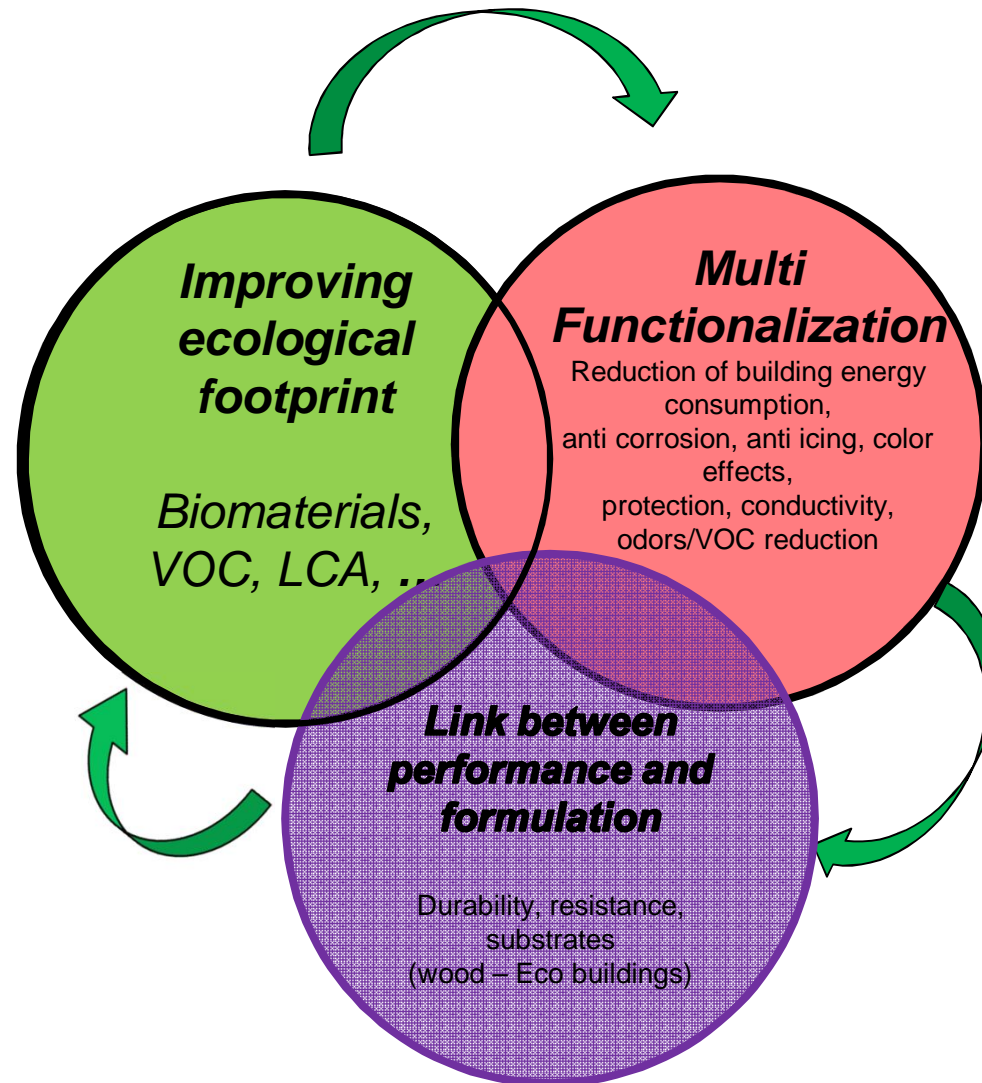 Improving
ecological
footprint
Biomaterials,
VOC, LCA, ...
Multi
Functionalization
Reduction of building energy
consumption,
anti corrosion, anti icing, color
effects,
protection, conductivity,
odors/VOC reduction
Link between
performance and
formulation
Durability, resistance,
substrates
(wood – Eco buildings)